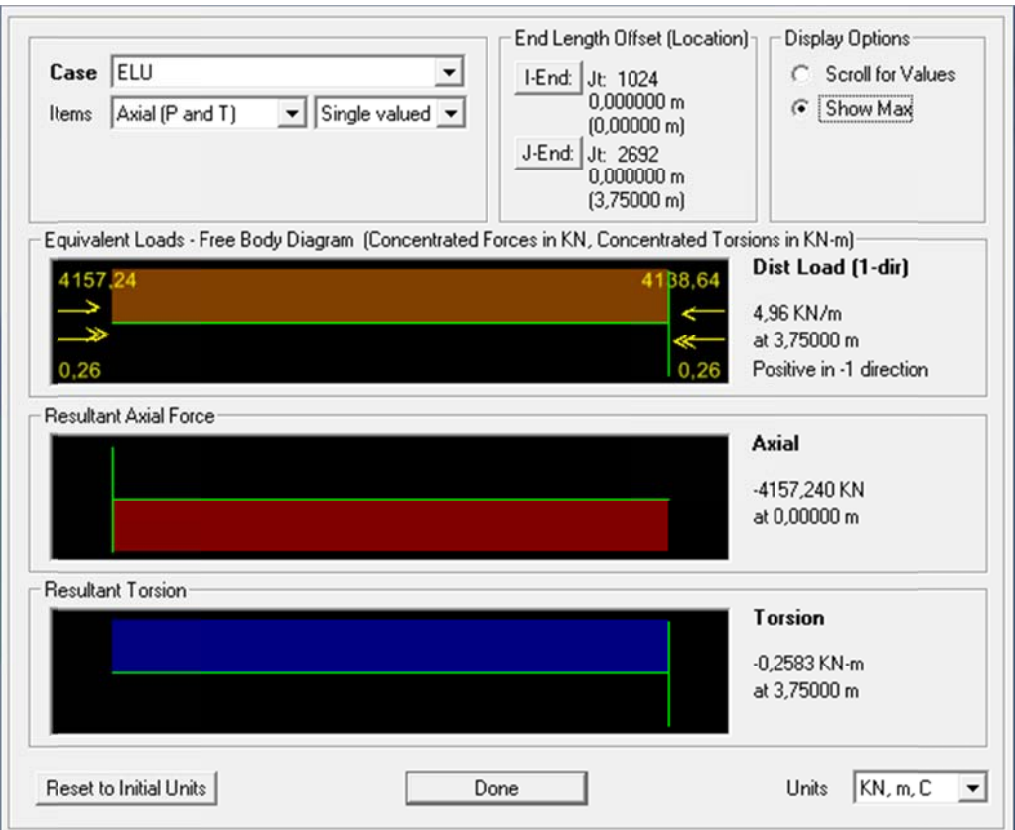 Case ELU
Items Axial (P and T) Single valued
End Length Offset (Location)
I-End: Jt: 1024
0,000000 m
(0,00000 m)
J-End: Jt: 2692
0,000000 m
(3,75000 m)
Display Options
Scroll for Values
Show Max
Equivalent Loads - Free Body Diagram (Concentrated Forces in KN, Concentrated Torsions in KN-m)
4157,24 4138,64
0,26 0,26
Dist Load (1-dir)
4,96 KN/m
at 3,75000 m
Positive in -1 direction
Resultant Axial Force
Axial
-4157,240 KN
at 0,00000 m
Resultant Torsion
Torsion
-0,2583 KN-m
at 3,75000 m
Reset to Initial Units Done Units KN, m, C